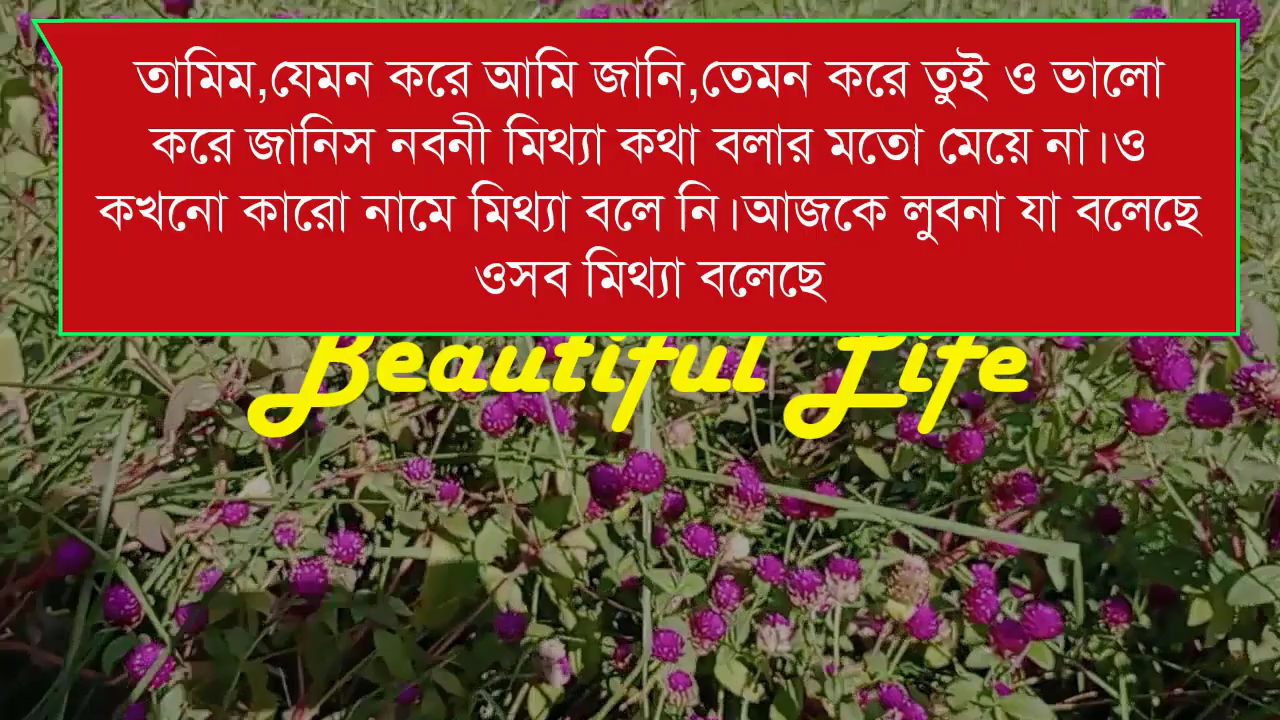 তামিম,যেমন করে আমি জানি,তেমন করে তুই ও ভালো
করে জানিস নবনী মিথ্যা কথা বলার মতো মেয়ে না।ও
কখনো কারো নামে মিথ্যা বলে নি।আজকে লুবনা যা বলেছে
ওসব মিথ্যা বলেছে
Beautiful Life